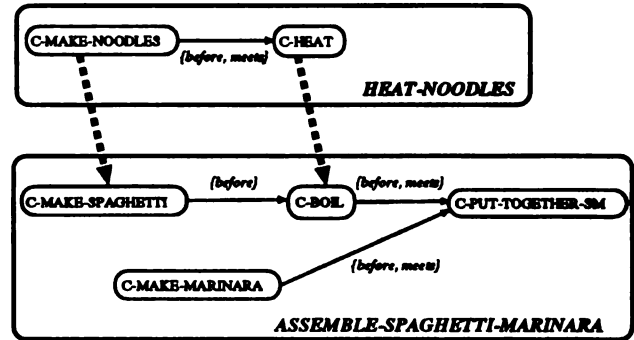 C-MAKE-NOODLES
{before, meets}
C-HEAT
HEAT-NOODLES
C-MAKE-SPAGHETTI
{before}
C-BOIL
{before, meets}
C-PUT-TOGETHER-SM
{before, meets}
C-MAKE-MARINARA
ASSEMBLE-SPAGHETTI-MARINARA